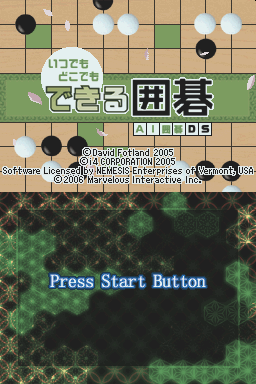 いつでも
どこでも
できる囲碁
AI囲碁DS
©David Fotland 2005
©i4 CORPORATION 2005
Software Licensed by NEMESIS Enterprises of Vermont, USA
©2006 Marvelous Interactive Inc.
Press Start Button